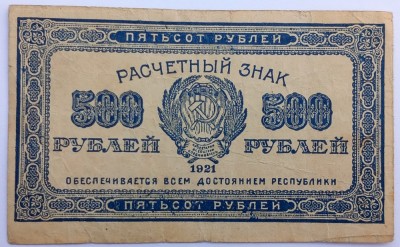 ПЯТЬСОТ РУБЛЕЙ
РАСЧЕТНЫЙ ЗНАК
500 500
РУБЛЕЙ РУБЛЕЙ
1921
ОБЕСПЕЧИВАЕТСЯ ВСЕМ ДОСТОЯНИЕМ РЕСПУБЛИКИ
ПЯТЬСОТ РУБЛЕЙ